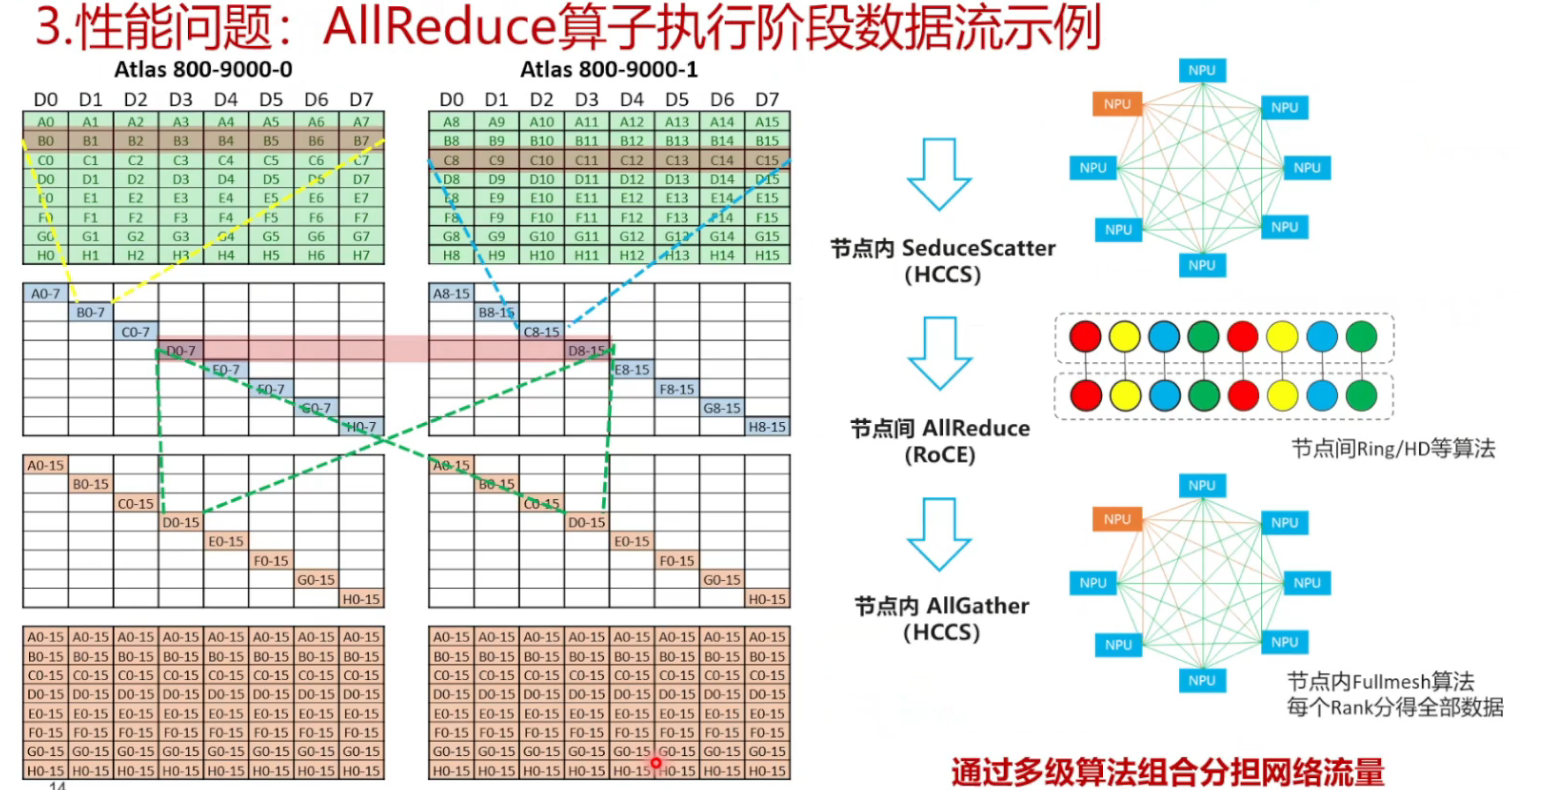 3.性能问题：AllReduce算子执行阶段数据流示例
Atlas 800-9000-0
D0 D1 D2 D3 D4 D5 D6 D7
A0 A1 A2 A3 A4 A5 A6 A7
B0 B1 B2 B3 B4 B5 B6 B7
C0 C1 C2 C3 C4 C5 C6 C7
D0 D1 D2 D3 D4 D5 D6 D7
E0 E1 E2 E3 E4 E5 E6 E7
F0 F1 F2 F3 F4 F5 F6 F7
G0 G1 G2 G3 G4 G5 G6 G7
H0 H1 H2 H3 H4 H5 H6 H7
A0-7
B0-7
C0-7
D0-7
E0-7
F0-7
G0-7
H0-7
A0-15
B0-15
C0-15
D0-15
E0-15
F0-15
G0-15
H0-15
A0-15 A0-15 A0-15 A0-15 A0-15 A0-15 A0-15 A0-15
B0-15 B0-15 B0-15 B0-15 B0-15 B0-15 B0-15 B0-15
C0-15 C0-15 C0-15 C0-15 C0-15 C0-15 C0-15 C0-15
D0-15 D0-15 D0-15 D0-15 D0-15 D0-15 D0-15 D0-15
E0-15 E0-15 E0-15 E0-15 E0-15 E0-15 E0-15 E0-15
F0-15 F0-15 F0-15 F0-15 F0-15 F0-15 F0-15 F0-15
G0-15 G0-15 G0-15 G0-15 G0-15 G0-15 G0-15 G0-15
H0-15 H0-15 H0-15 H0-15 H0-15 H0-15 H0-15 H0-15
14
Atlas 800-9000-1
D0 D1 D2 D3 D4 D5 D6 D7
A8 A9 A10 A11 A12 A13 A14 A15
B8 B9 B10 B11 B12 B13 B14 B15
C8 C9 C10 C11 C12 C13 C14 C15
D8 D9 D10 D11 D12 D13 D14 D15
E8 E9 E10 E11 E12 E13 E14 E15
F8 F9 F10 F11 F12 F13 F14 F15
G8 G9 G10 G11 G12 G13 G14 G15
H8 H9 H10 H11 H12 H13 H14 H15
A8-15
B8-15
C8-15
D8-15
E8-15
F8-15
G8-15
H8-15
A0-15
B0-15
C0-15
D0-15
E0-15
F0-15
G0-15
H0-15
A0-15 A0-15 A0-15 A0-15 A0-15 A0-15 A0-15 A0-15
B0-15 B0-15 B0-15 B0-15 B0-15 B0-15 B0-15 B0-15
C0-15 C0-15 C0-15 C0-15 C0-15 C0-15 C0-15 C0-15
D0-15 D0-15 D0-15 D0-15 D0-15 D0-15 D0-15 D0-15
E0-15 E0-15 E0-15 E0-15 E0-15 E0-15 E0-15 E0-15
F0-15 F0-15 F0-15 F0-15 F0-15 F0-15 F0-15 F0-15
G0-15 G0-15 G0-15 G0-15 G0-15 G0-15 G0-15 G0-15
H0-15 H0-15 H0-15 H0-15 H0-15 H0-15 H0-15 H0-15
节点内 SeduceScatter
(HCCS)
节点间 AllReduce
(RoCE)
节点内 AllGather
(HCCS)
NPU
NPU
NPU
NPU
NPU
NPU
NPU
NPU
节点间Ring/HD等算法
NPU
NPU
NPU
NPU
NPU
NPU
NPU
NPU
节点内Fullmesh算法
每个Rank分得全部数据
通过多级算法组合分担网络流量